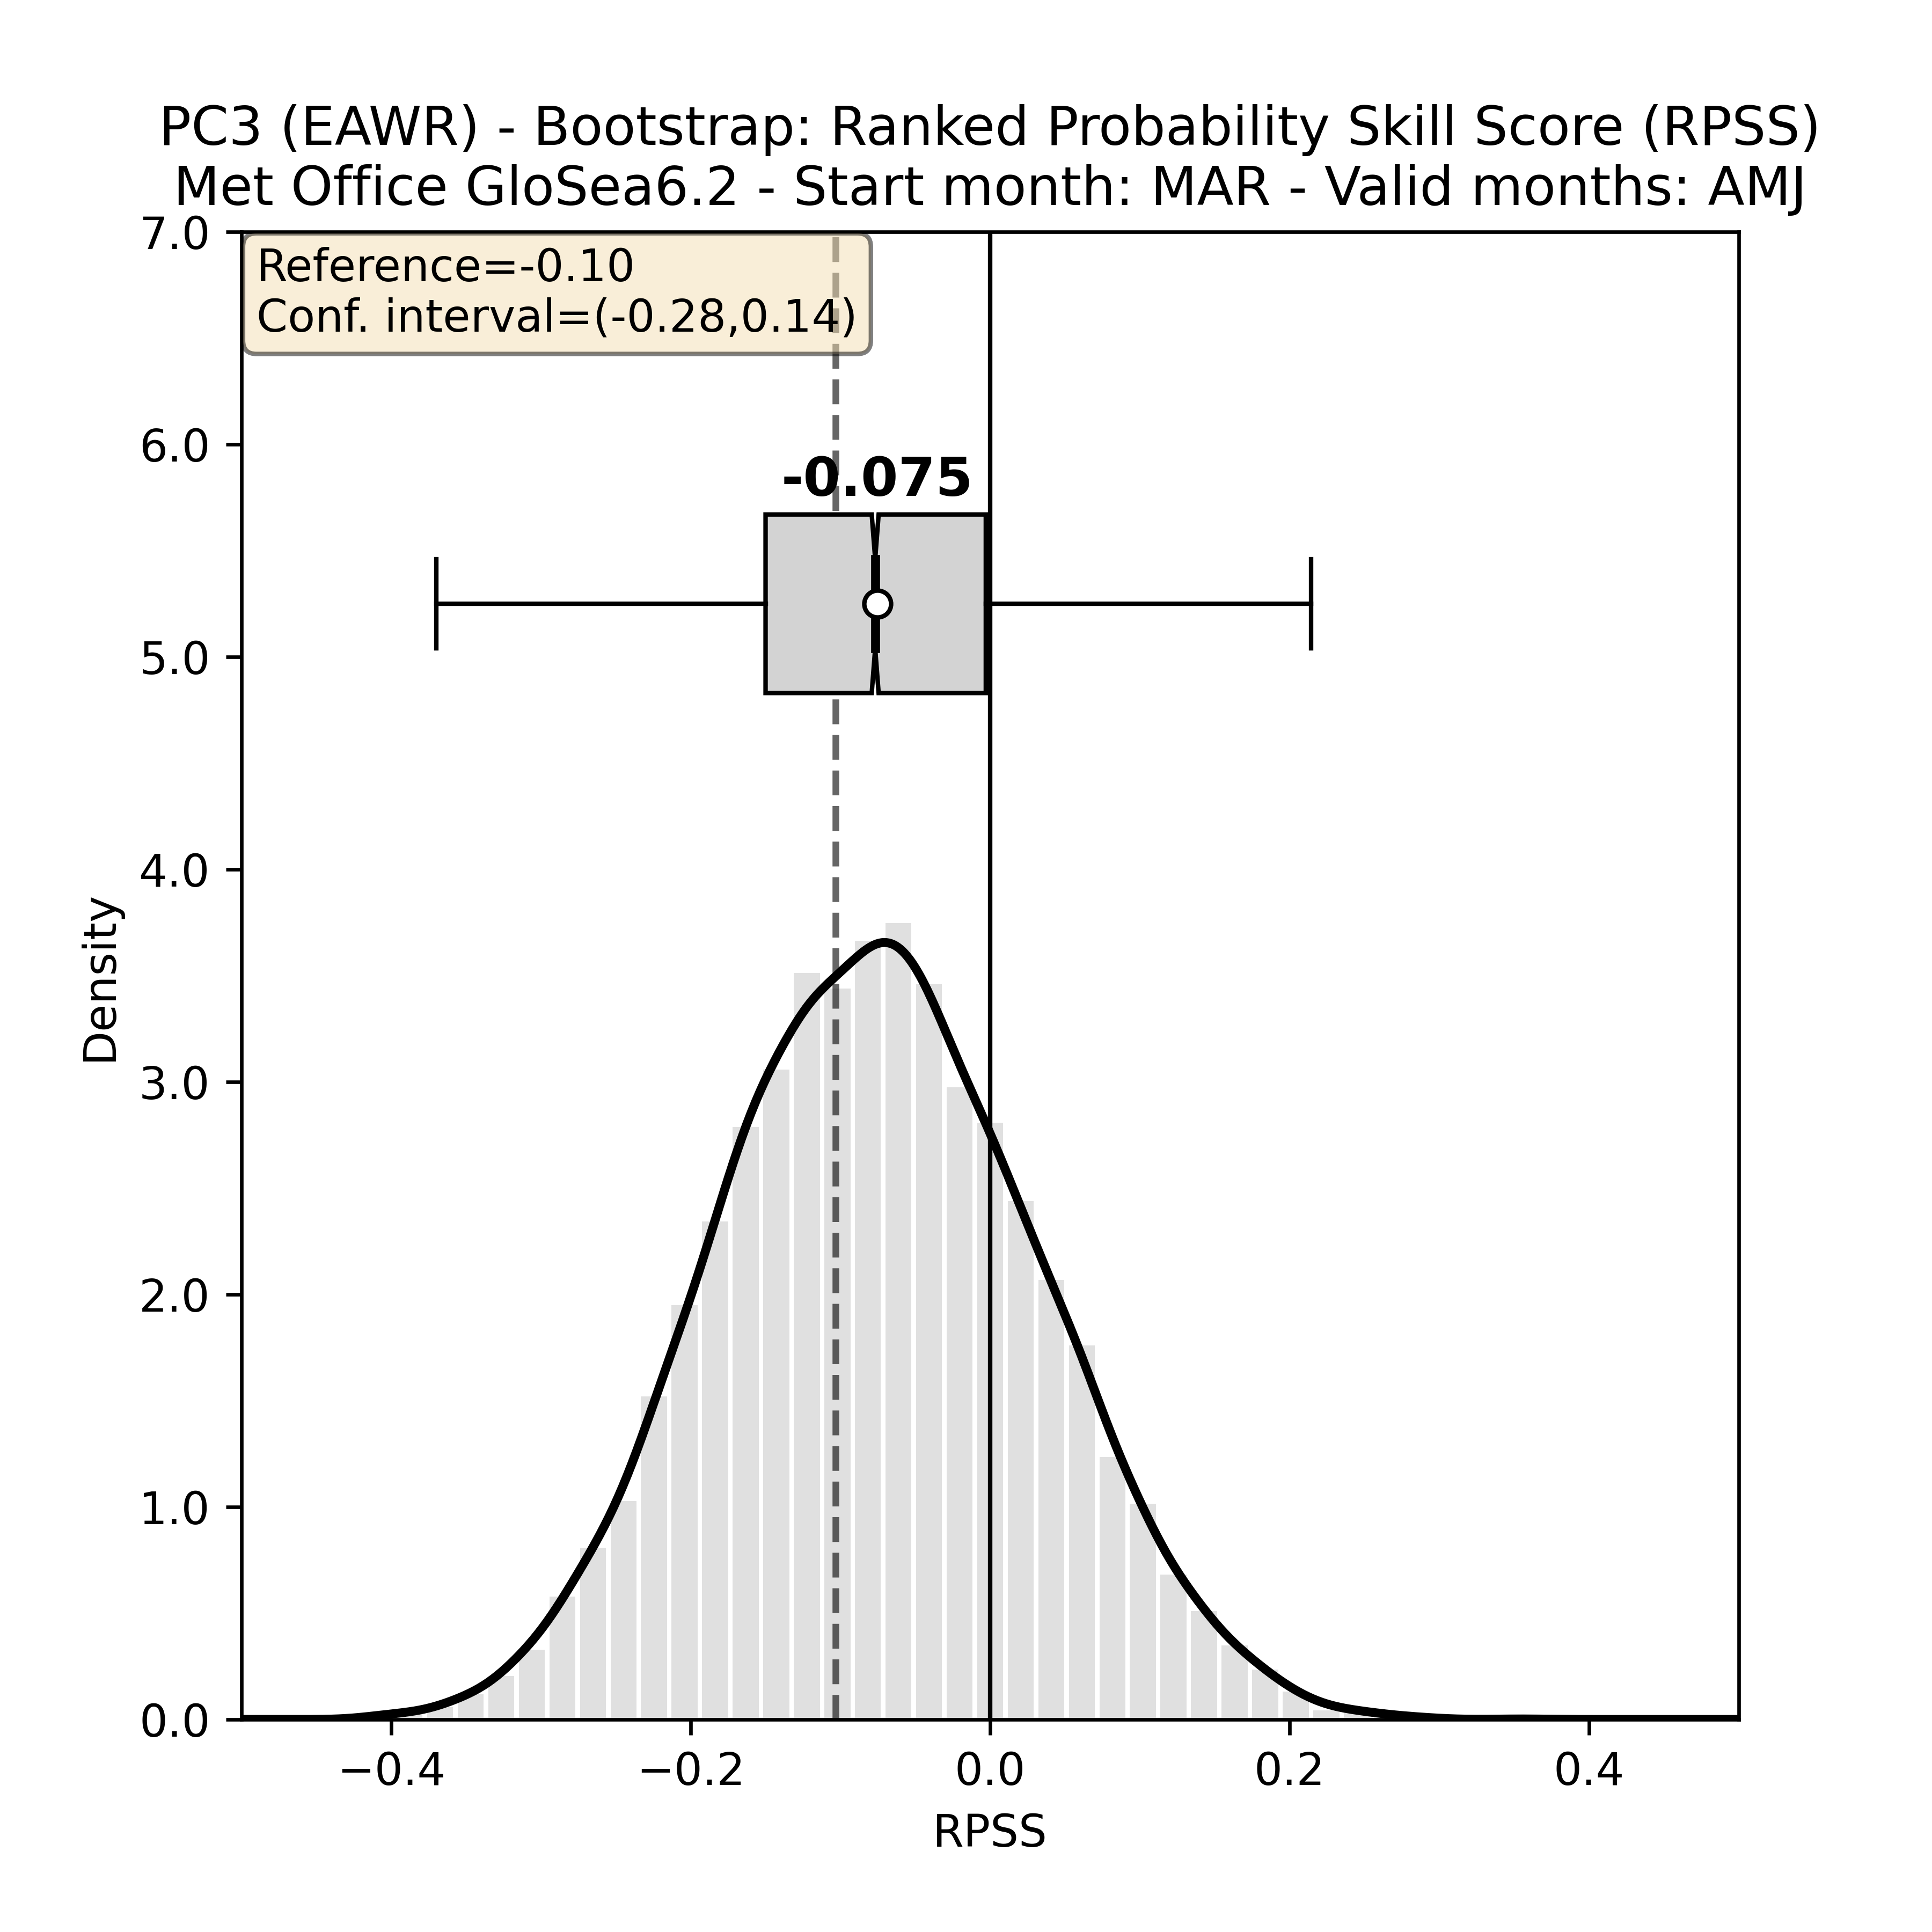 PC3 (EAWR) - Bootstrap: Ranked Probability Skill Score (RPSS)
Met Office GloSea6.2 - Start month: MAR - Valid months: AMJ
7.0
Reference=-0.10
Conf. interval=(-0.28,0.14)
6.0
-0.075
5.0
4.0
Density
3.0
2.0
1.0
0.0
−0.4 −0.2 0.0 0.2 0.4
RPSS